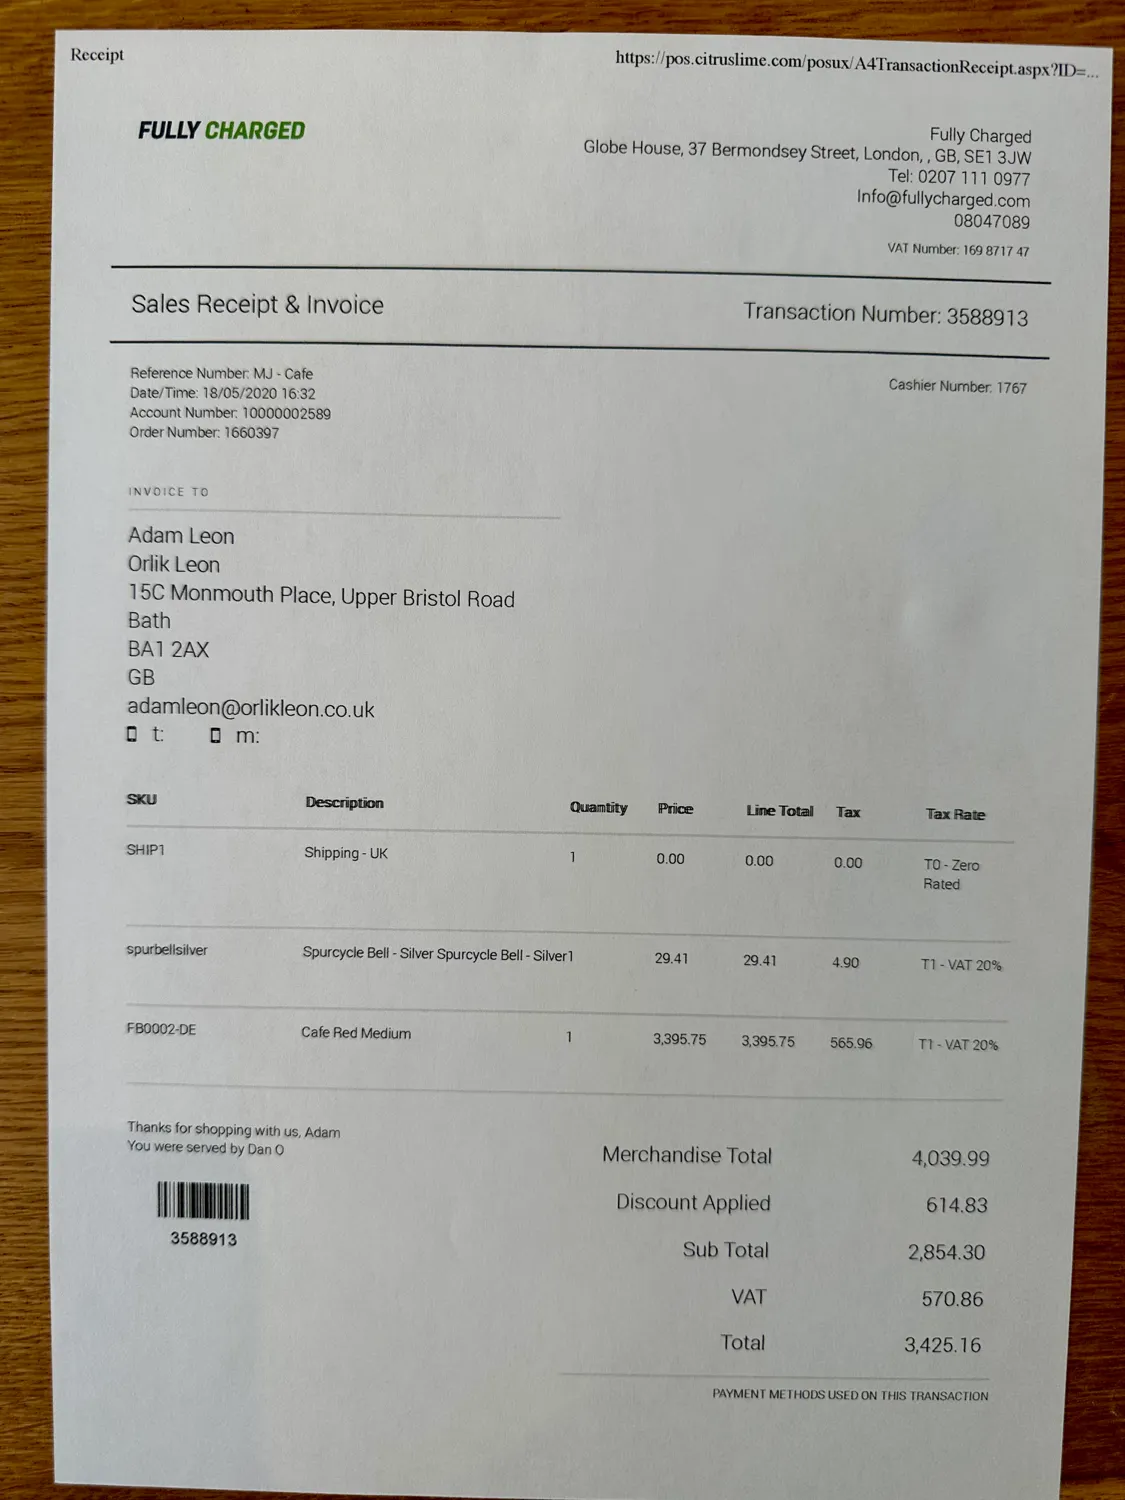 Receipt
https://pos.citruslime.com/posux/A4TransactionReceipt.aspx?ID=...
FULLY CHARGED
Fully Charged
Globe House, 37 Bermondsey Street, London, , GB, SE1 3JW
Tel: 0207 111 0977
Info@fullycharged.com
08047089
VAT Number: 169 8717 47
Sales Receipt & Invoice
Transaction Number: 3588913
Reference Number: MJ - Cafe
Date/Time: 18/05/2020 16:32
Account Number: 10000002589
Order Number: 1660397
Cashier Number: 1767
INVOICE TO
Adam Leon
Orlik Leon
15C Monmouth Place, Upper Bristol Road
Bath
BA1 2AX
GB
adamleon@orlikleon.co.uk
t: m:
SKU Description Quantity Price Line Total Tax Tax Rate
SHIP1 Shipping - UK 1 0.00 0.00 0.00 T0 - Zero
Rated
spurbellsilver Spurcycle Bell - Silver Spurcycle Bell - Silver1 29.41 29.41 4.90 T1 - VAT 20%
FB0002-DE Cafe Red Medium 1 3,395.75 3,395.75 565.96 T1 - VAT 20%
Thanks for shopping with us, Adam
You were served by Dan O
3588913
Merchandise Total 4,039.99
Discount Applied 614.83
Sub Total 2,854.30
VAT 570.86
Total 3,425.16
PAYMENT METHODS USED ON THIS TRANSACTION